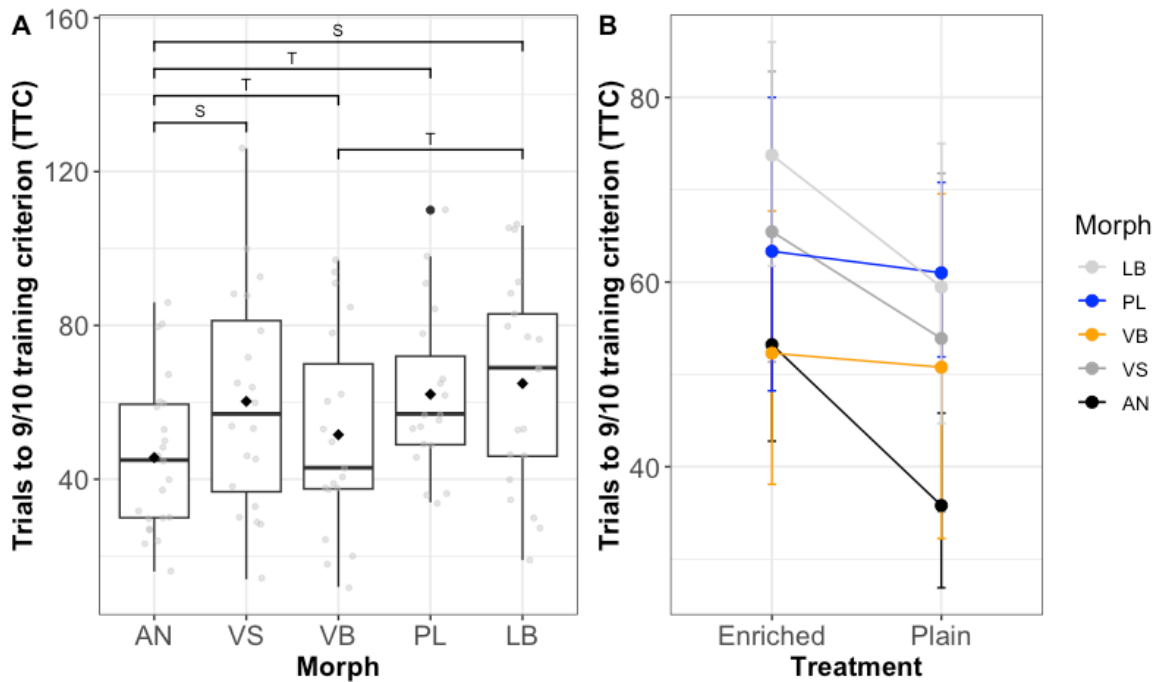 A
Trials to 9/10 training criterion (TTC)
160
120
80
40
S
T
T
S
T
AN VS VB PL LB
Morph
B
Trials to 9/10 training criterion (TTC)
80
60
40
Enriched Plain
Treatment
Morph
LB
PL
VB
VS
AN